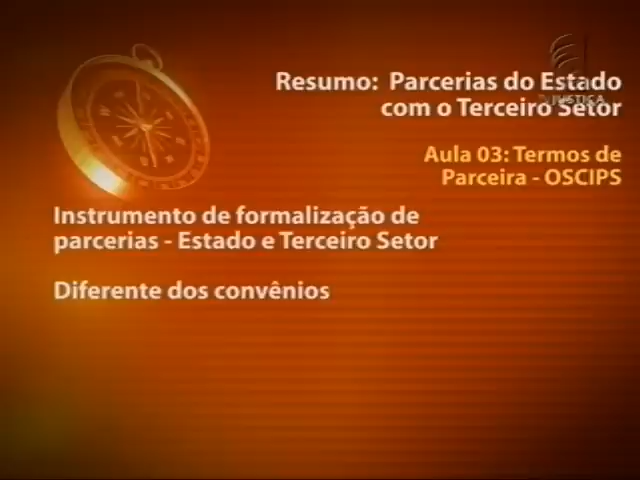 Resumo: Parcerias do Estado
com o Terceiro Setor
JUSTIÇA
Aula 03: Termos de
Parceira - OSCIPS
Instrumento de formalização de
parcerias - Estado e Terceiro Setor
Diferente dos convênios